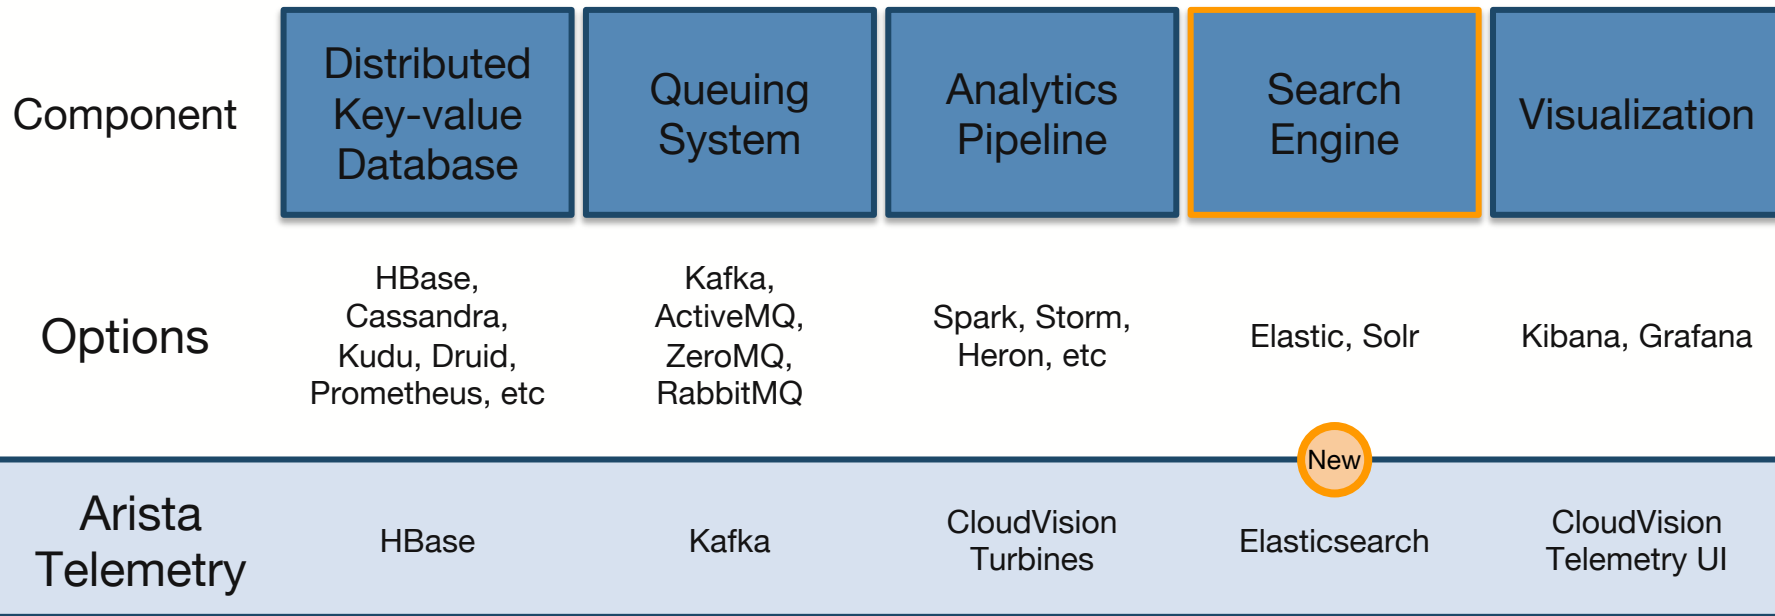 Component
Distributed
Key-value
Database
Queuing
System
Analytics
Pipeline
Search
Engine
Visualization
Options
HBase,
Cassandra,
Kudu, Druid,
Prometheus, etc
Kafka,
ActiveMQ,
ZeroMQ,
RabbitMQ
Spark, Storm,
Heron, etc
Elastic, Solr
Kibana, Grafana
New
Arista
Telemetry
HBase
Kafka
CloudVision
Turbines
Elasticsearch
CloudVision
Telemetry UI